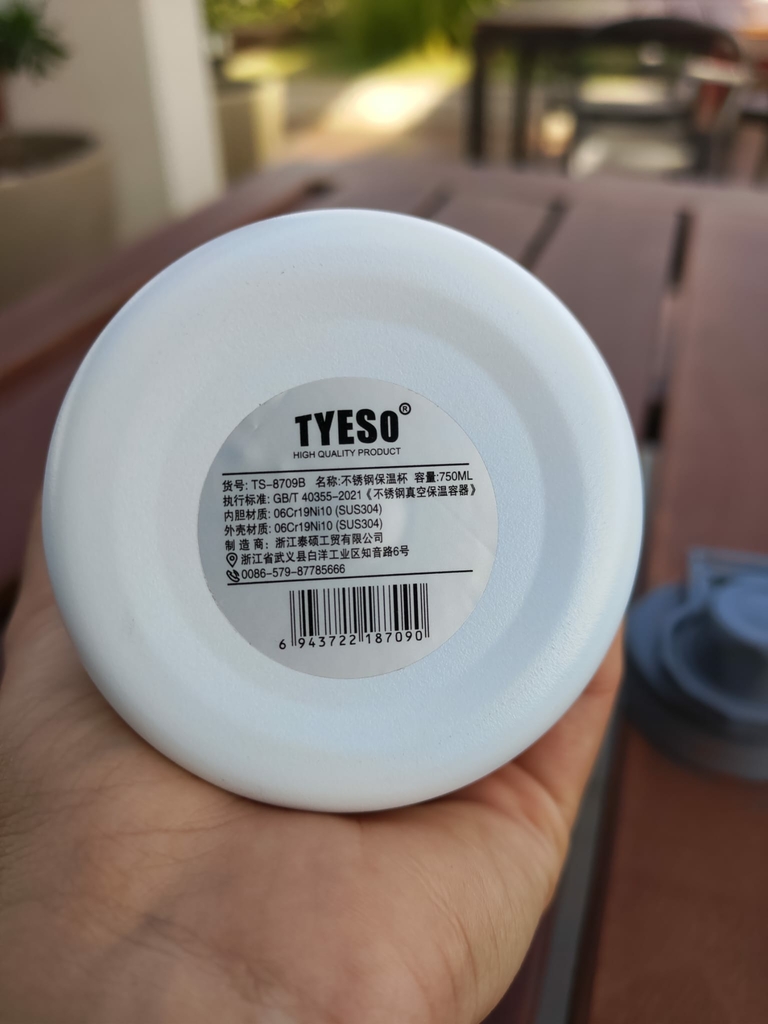 TYESO®
HIGH QUALITY PRODUCT
货号: TS-8709B 名称:不锈钢保温杯 容量:750ML
执行标准: GB/T 40355-2021《不锈钢真空保温容器》
内胆材质: 06Cr19Ni10 (SUS304)
外壳材质: 06Cr19Ni10 (SUS304)
制 造 商: 浙江泰硕工贸有限公司
浙江省武义县白洋工业区知音路6号
0086-579-87785666
6 943722 187090